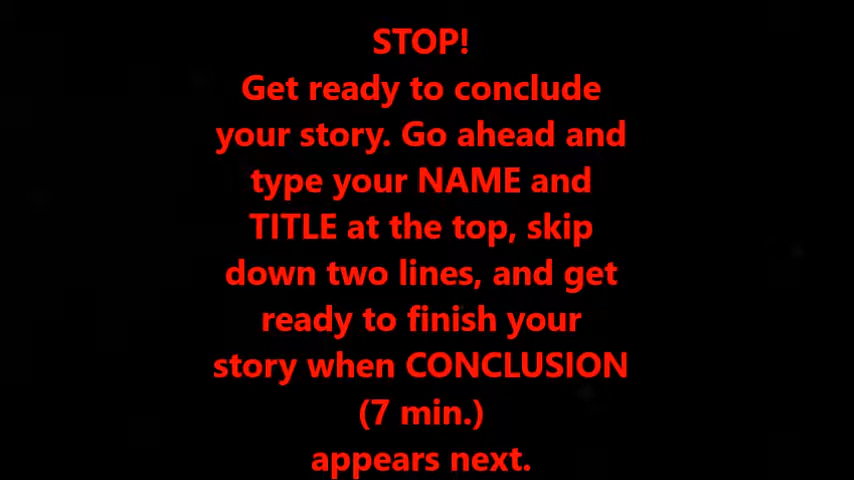 STOP!
Get ready to conclude
your story. Go ahead and
type your NAME and
TITLE at the top, skip
down two lines, and get
ready to finish your
story when CONCLUSION
(7 min.)
appears next.